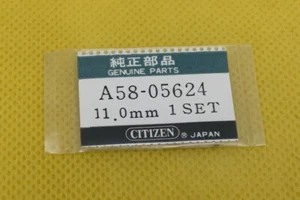 純正部品
GENUINE PARTS
A58-05624
11.0mm 1 SET
CITIZEN ® JAPAN